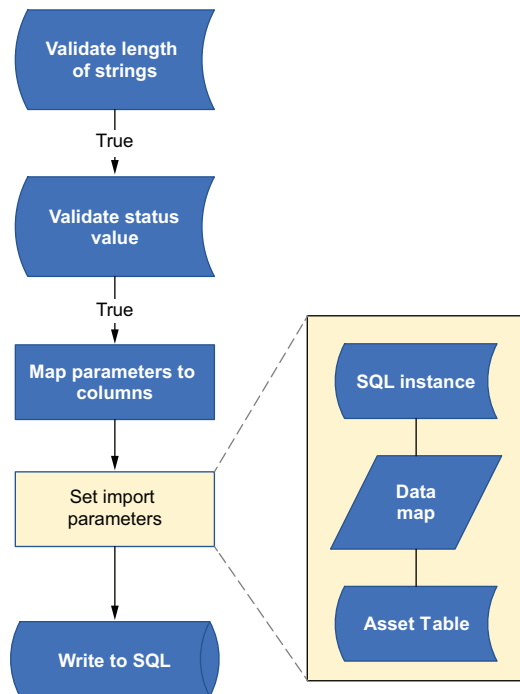 Validate length
of strings
True
Validate status
value
True
Map parameters to
columns
Set import
parameters
Write to SQL
SQL instance
Data
map
Asset Table